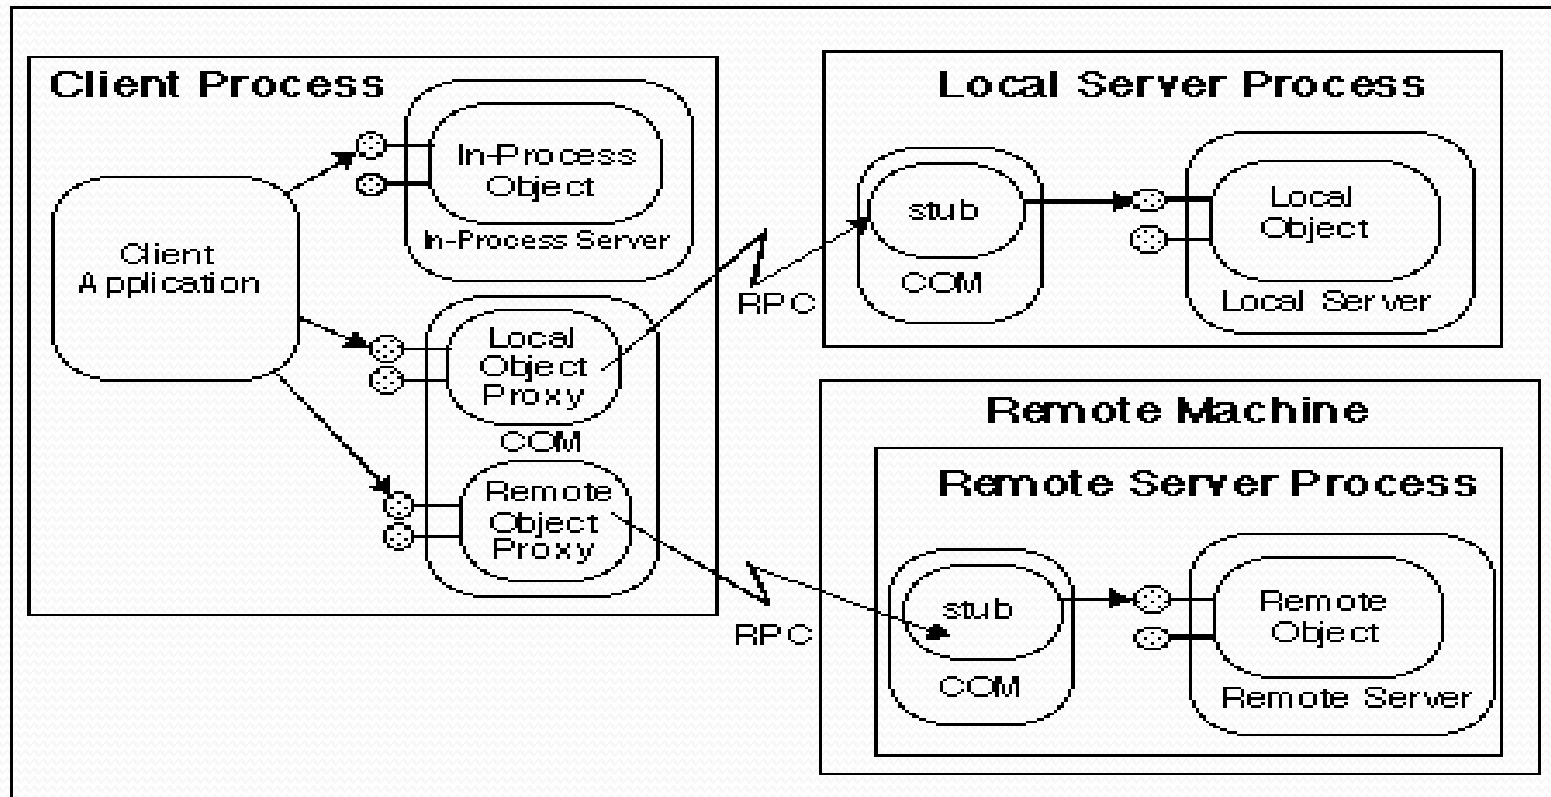 Client Process
In-Process
Object
In-Process Server
Client
Application
Local
Object
Proxy
COM
Remote
Object
Proxy
RPC
RPC
Local Server Process
stub
COM
Local
Object
Local Server
Remote Machine
Remote Server Process
stub
COM
Remote
Object
Remote Server